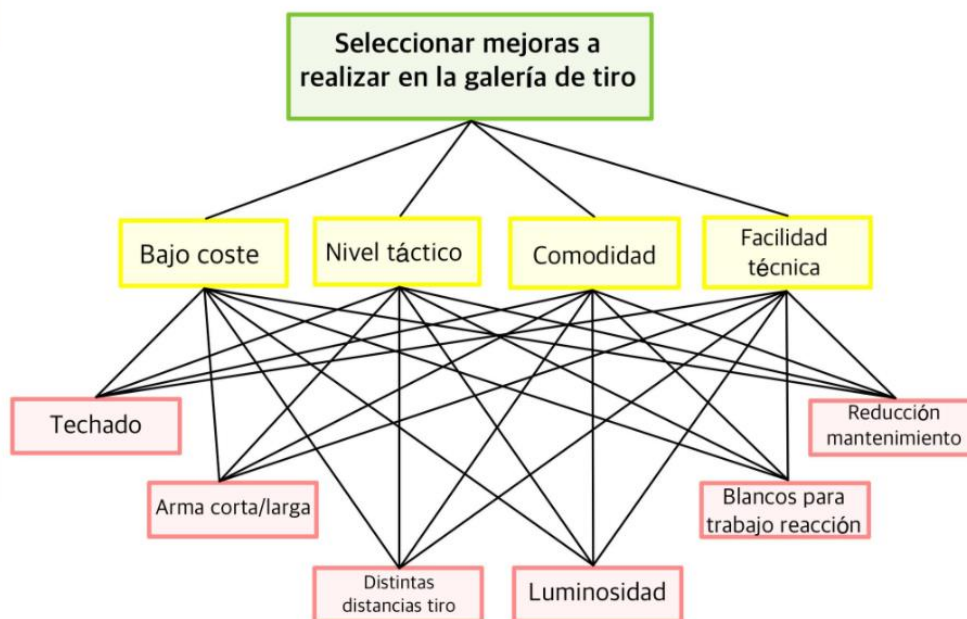 Seleccionar mejoras a
realizar en la galería de tiro
Bajo coste
Nivel táctico
Comodidad
Facilidad
técnica
Techado
Reducción
mantenimiento
Arma corta/larga
Blancos para
trabajo reacción
Distintas
distancias tiro
Luminosidad